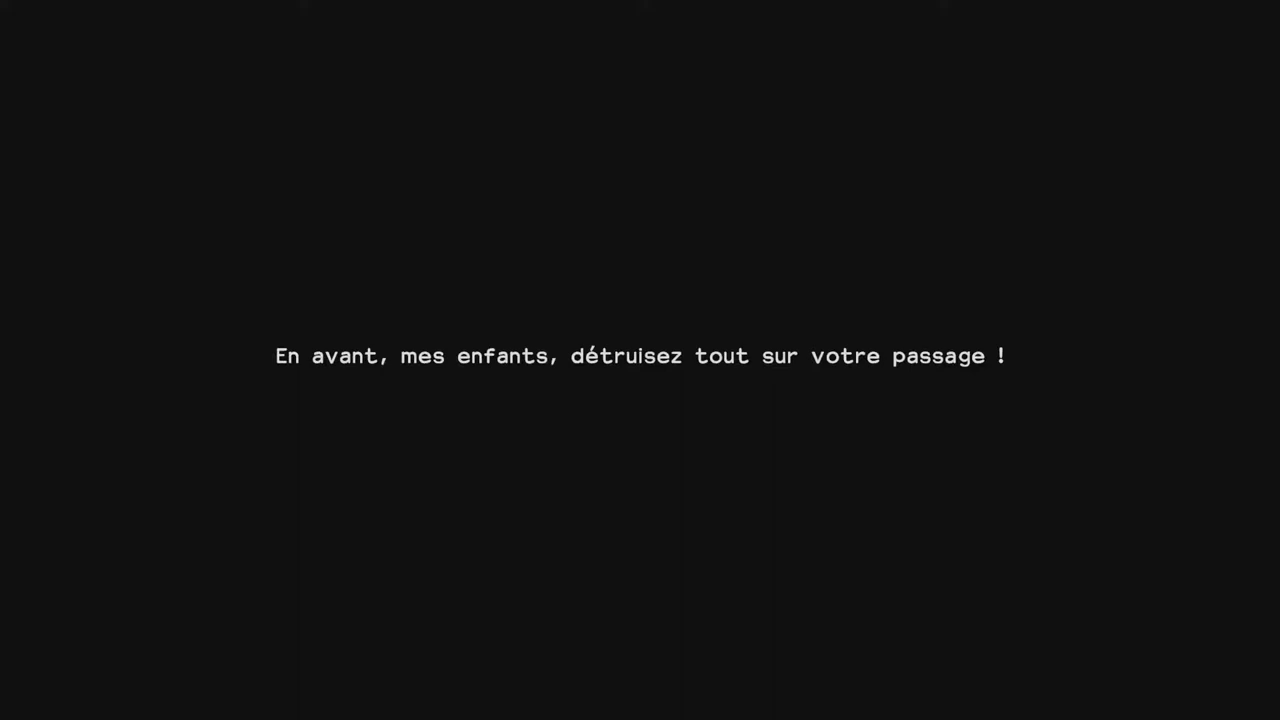 En avant, mes enfants, détruisez tout sur votre passage !